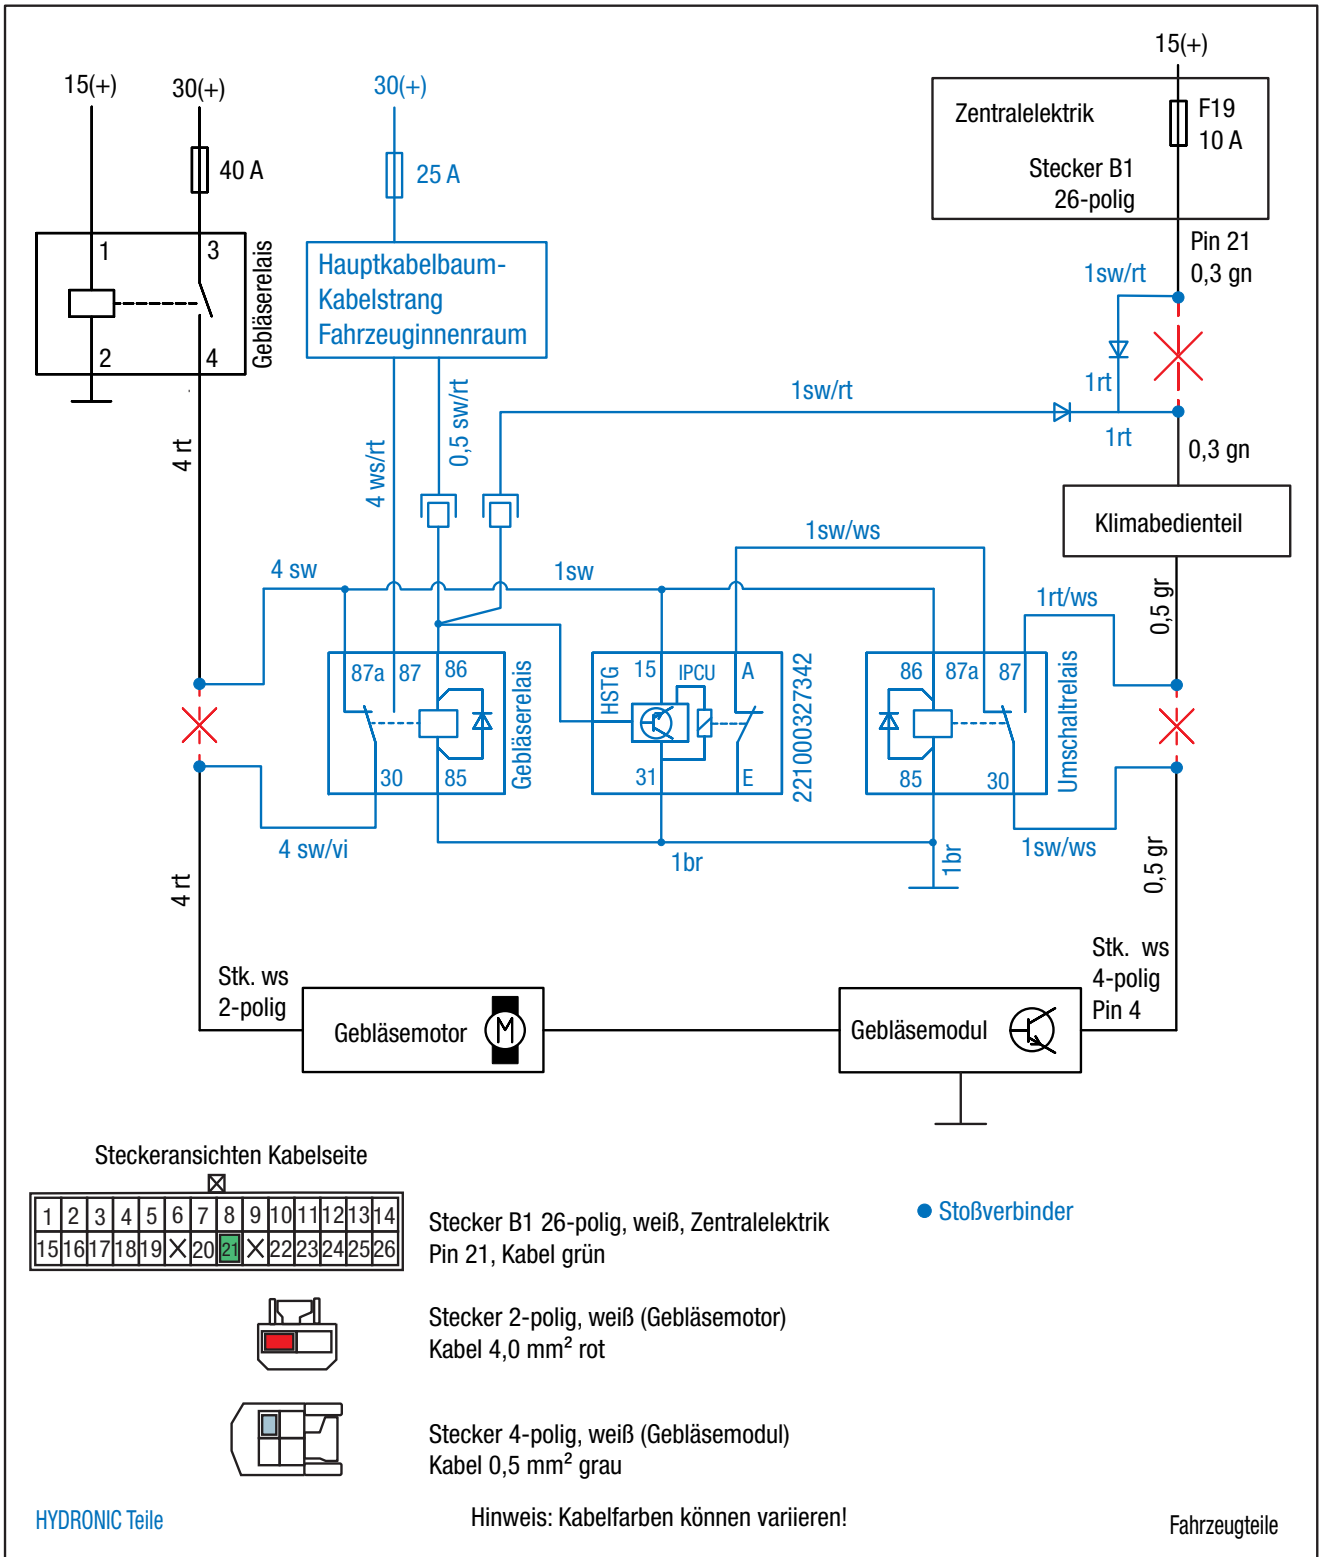 15(+)
15(+)
30(+)
30(+)
Zentralelektrik
F19
10 A
40 A
25 A
Stecker B1
26-polig
1
3
Gebläserelais
Hauptkabelbaum-
Kabelstrang
Fahrzeuginnenraum
Pin 21
0,3 gn
1sw/rt
2
4
1rt
1sw/rt
1rt
4 rt
4 ws/rt
0,5 sw/rt
0,3 gn
Klimabedienteil
1sw/ws
4 sw
1sw
1rt/ws
0,5 gr
87a
87
86
Gebläserelais
HSTG
15
IPCU
A
221000327342
86
87a
87
Umschaltrelais
30
85
31
E
85
30
4 sw/vi
1br
1br
1sw/ws
4 rt
0,5 gr
Stk. ws
2-polig
Stk. ws
4-polig
Pin 4
Gebläsemotor
M
Gebläsemodul
Steckeransichten Kabelseite
1 2 3 4 5 6 7 8 9 10 11 12 13 14
15 16 17 18 19 20 21 22 23 24 25 26
Stecker B1 26-polig, weiß, Zentralelektrik
Pin 21, Kabel grün
Stoßverbinder
Stecker 2-polig, weiß (Gebläsemotor)
Kabel 4,0 mm² rot
Stecker 4-polig, weiß (Gebläsemodul)
Kabel 0,5 mm² grau
HYDRONIC Teile
Hinweis: Kabelfarben können variieren!
Fahrzeugteile